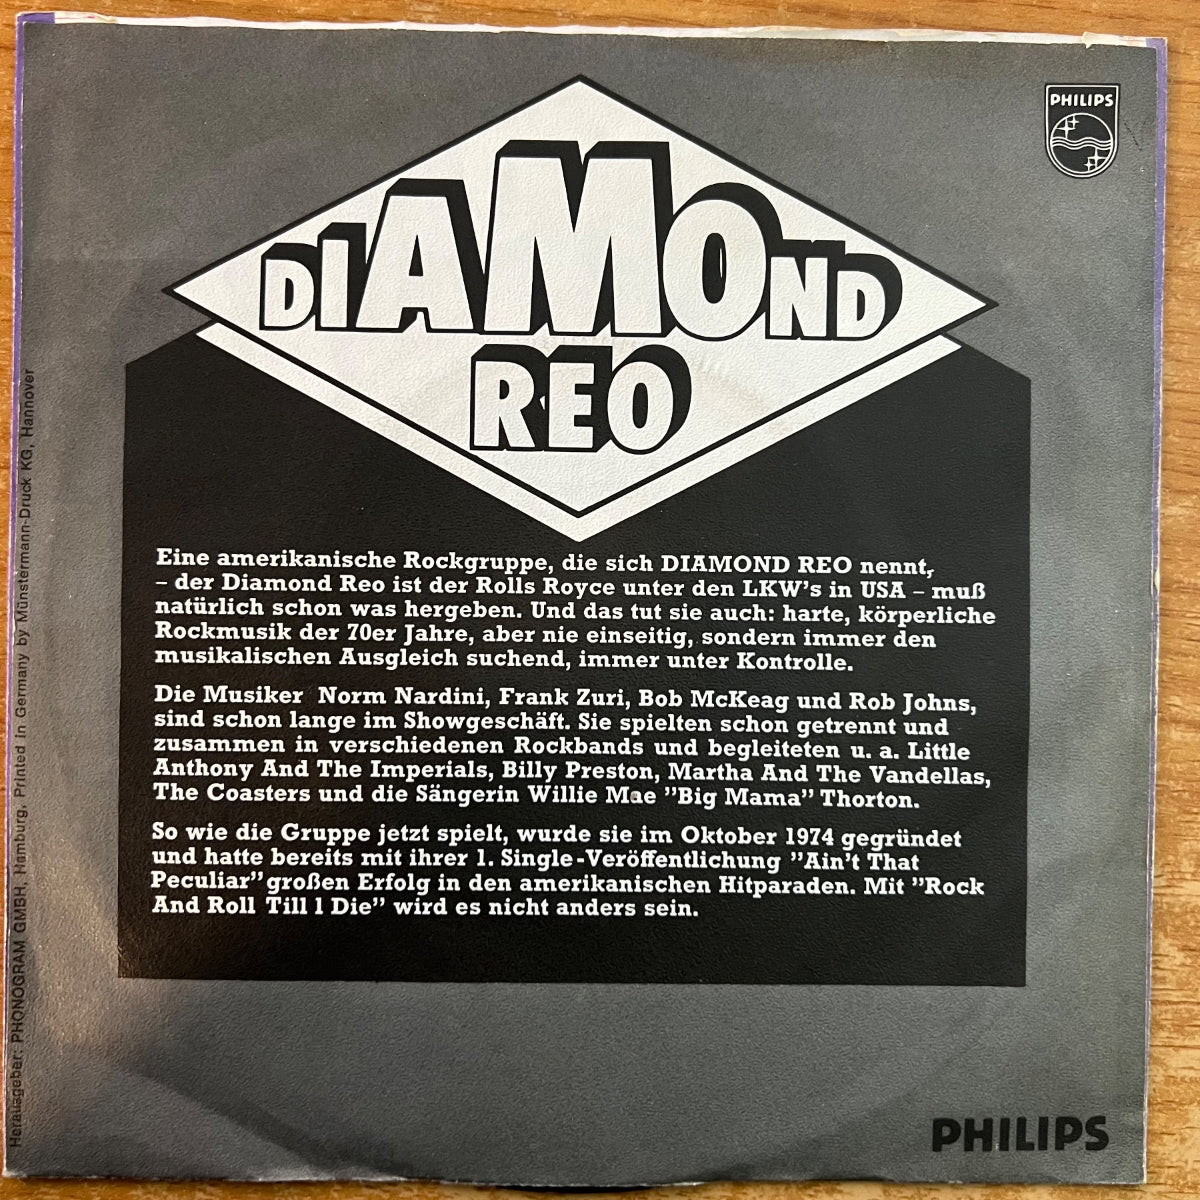 PHILIPS
DIAMOND
REO
Eine amerikanische Rockgruppe, die sich DIAMOND REO nennt,
– der Diamond Reo ist der Rolls Royce unter den LKW's in USA – muß
natürlich schon was hergeben. Und das tut sie auch: harte, körperliche
Rockmusik der 70er Jahre, aber nie einseitig, sondern immer den
musikalischen Ausgleich suchend, immer unter Kontrolle.
Die Musiker Norm Nardini, Frank Zuri, Bob McKeag und Rob Johns,
sind schon lange im Showgeschäft. Sie spielten schon getrennt und
zusammen in verschiedenen Rockbands und begleiteten u. a. Little
Anthony And The Imperials, Billy Preston, Martha And The Vandellas,
The Coasters und die Sängerin Willie Mae ”Big Mama” Thorton.
So wie die Gruppe jetzt spielt, wurde sie im Oktober 1974 gegründet
und hatte bereits mit ihrer 1. Single-Veröffentlichung ”Ain't That
Peculiar” großen Erfolg in den amerikanischen Hitparaden. Mit ”Rock
And Roll Till 1 Die” wird es nicht anders sein.
Herausgeber: PHONOGRAM GMBH, Hamburg, Printed in Germany by Münstermann-Druck KG, Hannover
PHILIPS